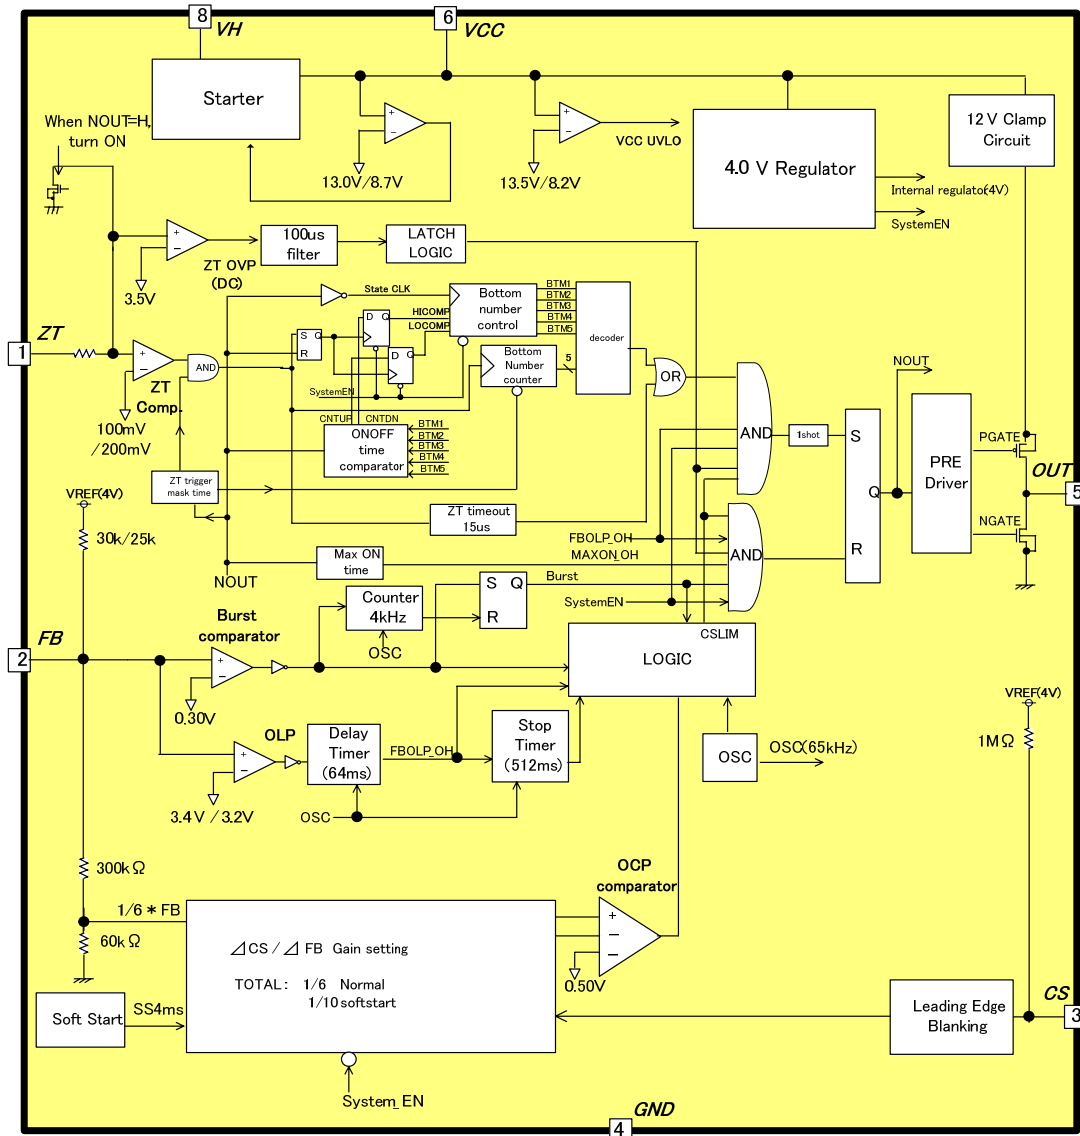 8
VH
6
VCC
Starter
12 V Clamp
Circuit
When NOUT=H,
turn ON
+
−
+
−
VCC UVLO
4.0 V Regulator
13.0V/8.7V
13.5V/8.2V
Internal regulator(4V)
SystemEN
+
−
100us
filter
LATCH
LOGIC
ZT OVP
(DC)
3.5V
State CLK
Bottom
number
control
BTM1
BTM2
BTM3
BTM4
BTM5
decoder
HICOMP
LOCOMP
D
Q
D
Q
S
Q
R
ZT
1
+
−
AND
Bottom
Number
counter
5
OR
NOUT
ZT
Comp.
SystemEN
100mV
/200mV
CNTUP
CNTDN
ONOFF
time
comparator
BTM1
BTM2
BTM3
BTM4
BTM5
AND
1shot
S
Q
R
PRE
Driver
PGATE
OUT
5
NGATE
ZT trigger
mask time
VREF(4V)
30k/25k
ZT timeout
15us
FBOLP_OH
MAXON_OH
AND
Max ON
time
NOUT
Burst
SystemEN
Counter
4kHz
S
Q
R
OSC
Burst
comparator
FB
2
+
−
0.30V
CSLIM
LOGIC
OLP
+
−
Delay
Timer
(64ms)
FBOLP_OH
Stop
Timer
(512ms)
OSC
OSC(65kHz)
VREF(4V)
1MΩ
3.4V / 3.2V
OSC
300kΩ
OCP
comparator
1/6 * FB
60kΩ
⊿CS / ⊿ FB Gain setting
TOTAL: 1/6 Normal
1/10 softstart
+
−
−
0.50V
Soft Start
SS4ms
Leading Edge
Blanking
CS
3
System_EN
GND
4